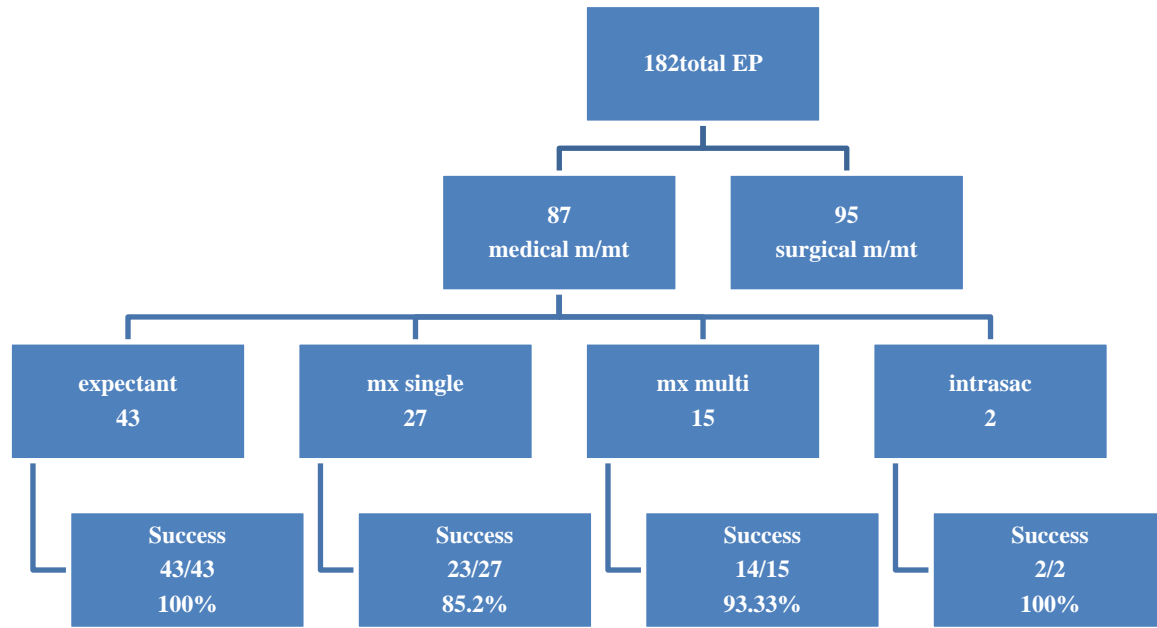 182total EP
87
medical m/mt
95
surgical m/mt
expectant
43
mx single
27
mx multi
15
intrasac
2
Success
43/43
100%
Success
23/27
85.2%
Success
14/15
93.33%
Success
2/2
100%